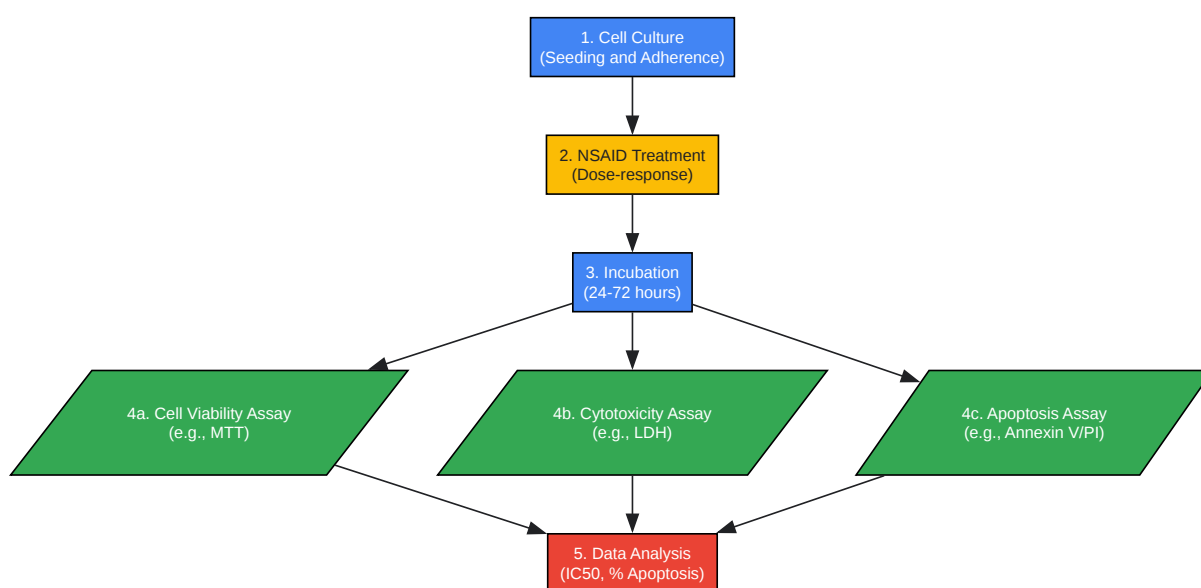 1. Cell Culture
(Seeding and Adherence)
2. NSAID Treatment
(Dose-response)
3. Incubation
(24-72 hours)
4a. Cell Viability Assay
(e.g., MTT)
4b. Cytotoxicity Assay
(e.g., LDH)
4c. Apoptosis Assay
(e.g., Annexin V/PI)
5. Data Analysis
(IC50, % Apoptosis)